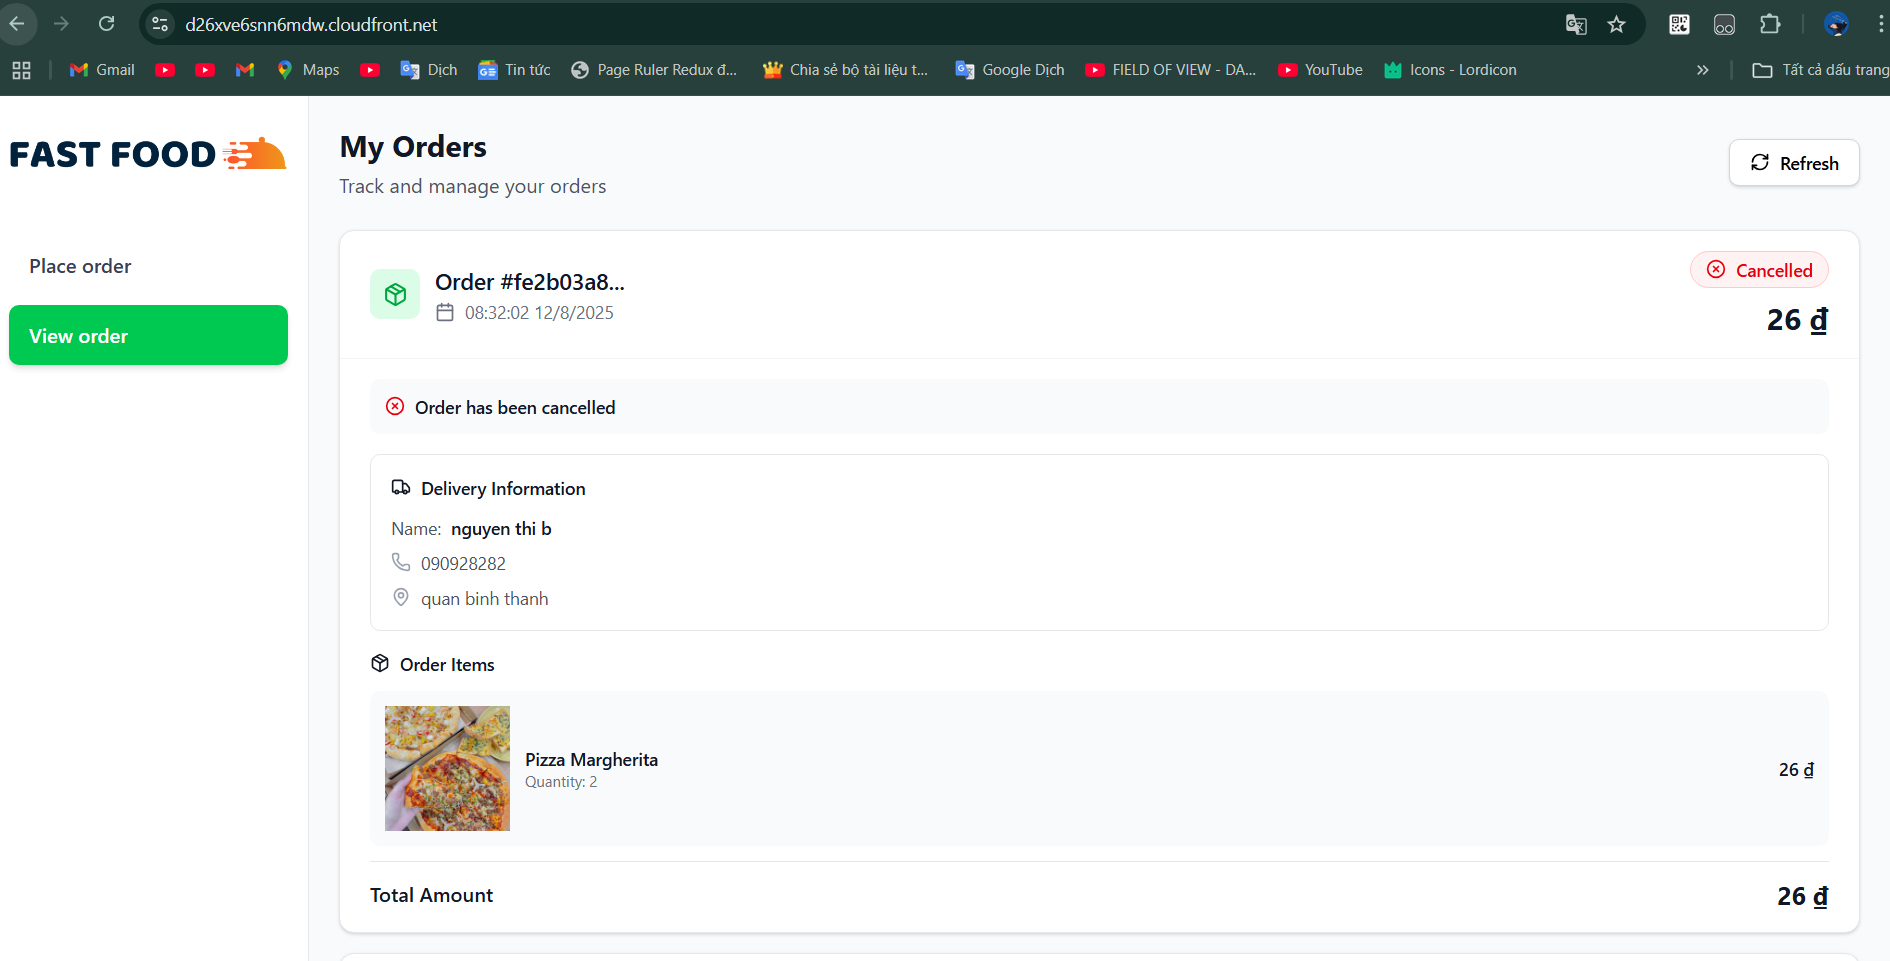 d26xve6snn6mdw.cloudfront.net
Gmail
Maps
Dịch
Tin tức
Page Ruler Redux đ...
Chia sẻ bộ tài liệu t...
Google Dịch
FIELD OF VIEW - DA...
YouTube
Icons - Lordicon
Tất cả dấu trang
FAST FOOD
Place order
View order
My Orders
Track and manage your orders
Refresh
Order #fe2b03a8...
08:32:02 12/8/2025
Cancelled
26 ₫
Order has been cancelled
Delivery Information
Name: nguyen thi b
090928282
quan binh thanh
Order Items
Pizza Margherita
Quantity: 2
26 ₫
Total Amount
26 ₫